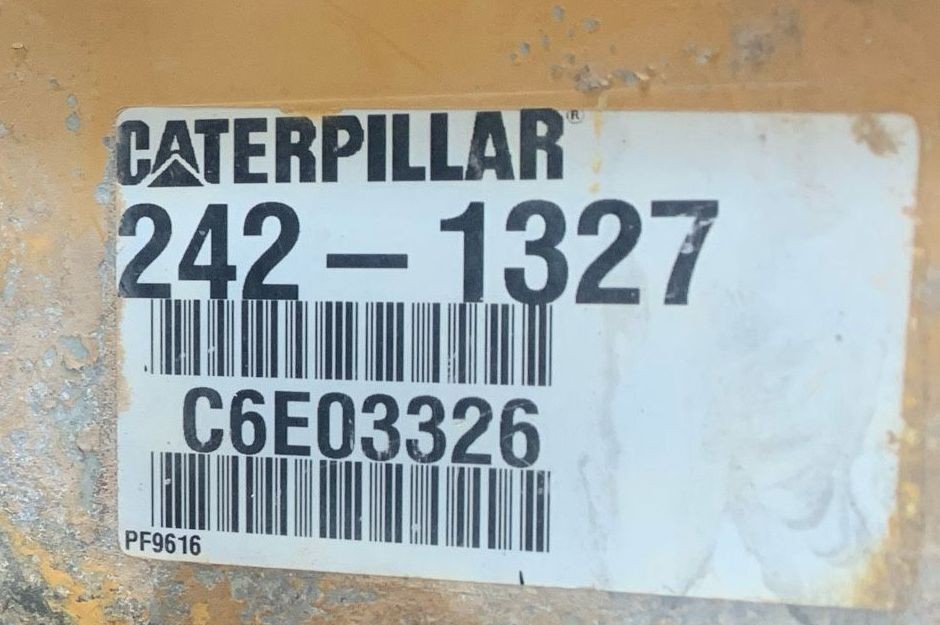 CATERPILLAR®
242-1327
C6E03326
PF9616